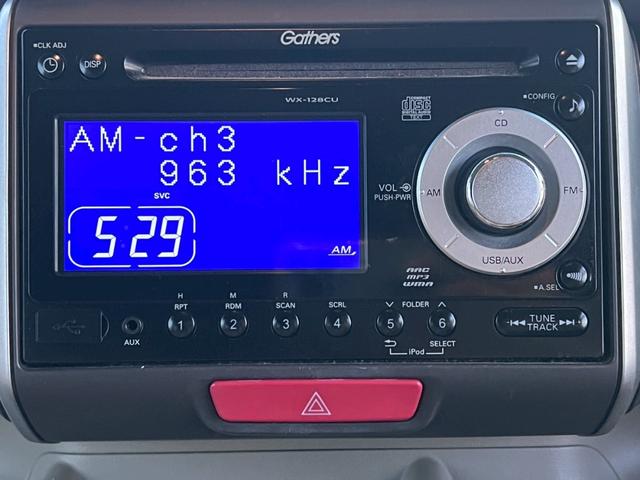 Gathers
CLK ADJ
DISP
WX-128CU
COMPACT
disc
DIGITAL AUDIO
TEXT
CONFIG
AM-ch3
963 kHz
SVC
5 29
AM
CD
VOL
PUSH-PWR
AM
FM
USB/AUX
AAC
MP3
WMA
A.SEL
H M R
RPT RDM SCAN SCRL FOLDER
1 2 3 4 5 6
AUX
SELECT
iPod
TUNE
TRACK